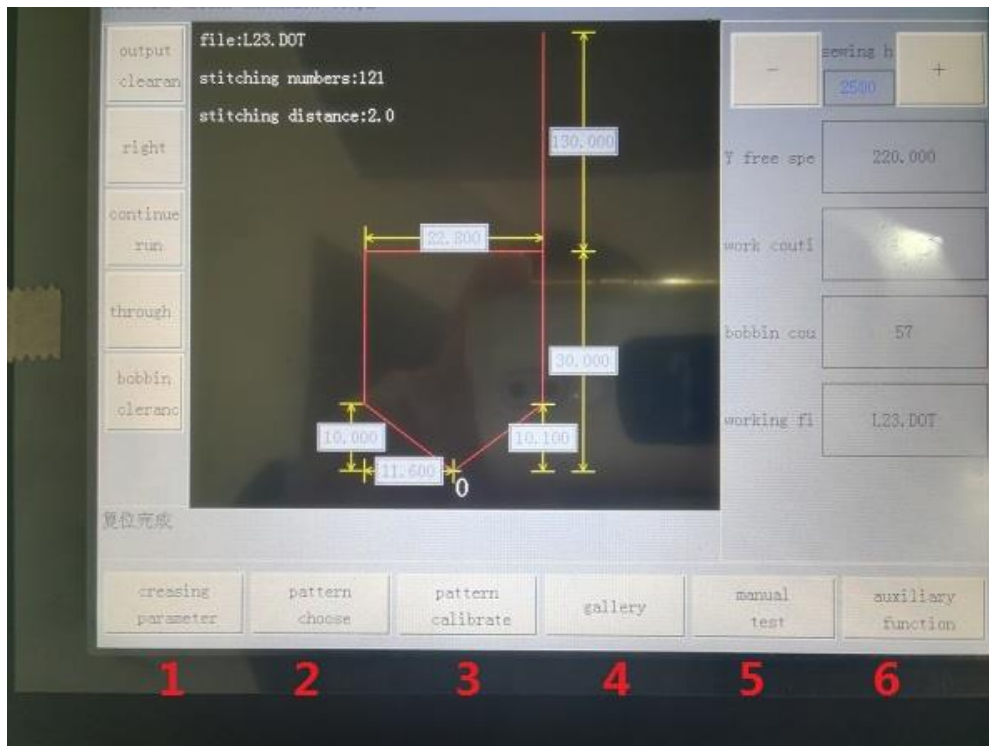 output
clearan
right
continue
run
through
bobbin
cleranc
file:L23.DOT
stitching numbers:121
stitching distance:2.0
130.000
22.800
30.000
10.000
10.100
11.600
0
-
sewing h
2500
+
Y free spe
220.000
work couti
bobbin cou
57
working fi
L23.DOT
复位完成
creasing
parameter
pattern
choose
pattern
calibrate
gallery
manual
test
auxiliary
function
1
2
3
4
5
6